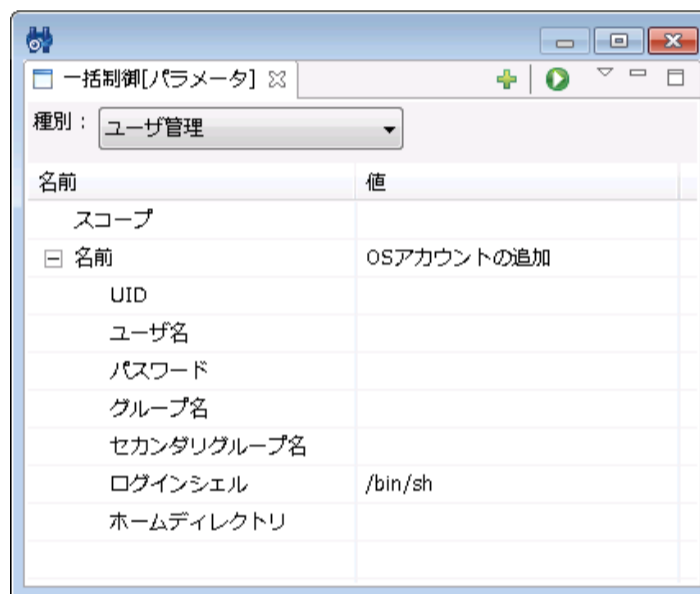 一括制御[パラメータ]
種別： ユーザ管理
名前 値
スコープ
名前 OSアカウントの追加
UID
ユーザ名
パスワード
グループ名
セカンダリグループ名
ログインシェル /bin/sh
ホームディレクトリ